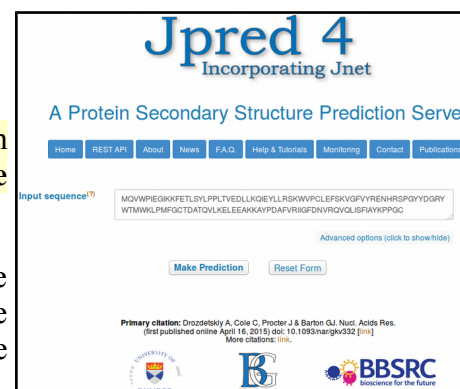 Jpred 4
Incorporating Jnet
A Protein Secondary Structure Prediction Serve
Home REST API About News F.A.Q. Help & Tutorials Monitoring Contact Publications
Input sequence(?)
MQVWPIEGIKKFETLSYLPPLTVEDLLKQIEYLLRSKWVPCLEFSKVGFVYRENHRSPGYYDGRY
WTMWKLPMFGCTDATQVLKELEEAKKAYPDAFVRIIGFDNVRQVQLISFIAYKPPGC
Advanced options (click to show/hide)
Make Prediction Reset Form
Primary citation: Drozdetskiy A, Cole C, Procter J & Barton GJ. Nucl. Acids Res.
(first published online April 16, 2015) doi: 10.1093/nar/gkv332 [link]
More citations: link.
UNIVERSITY OF
BBSRC
bioscience for the future